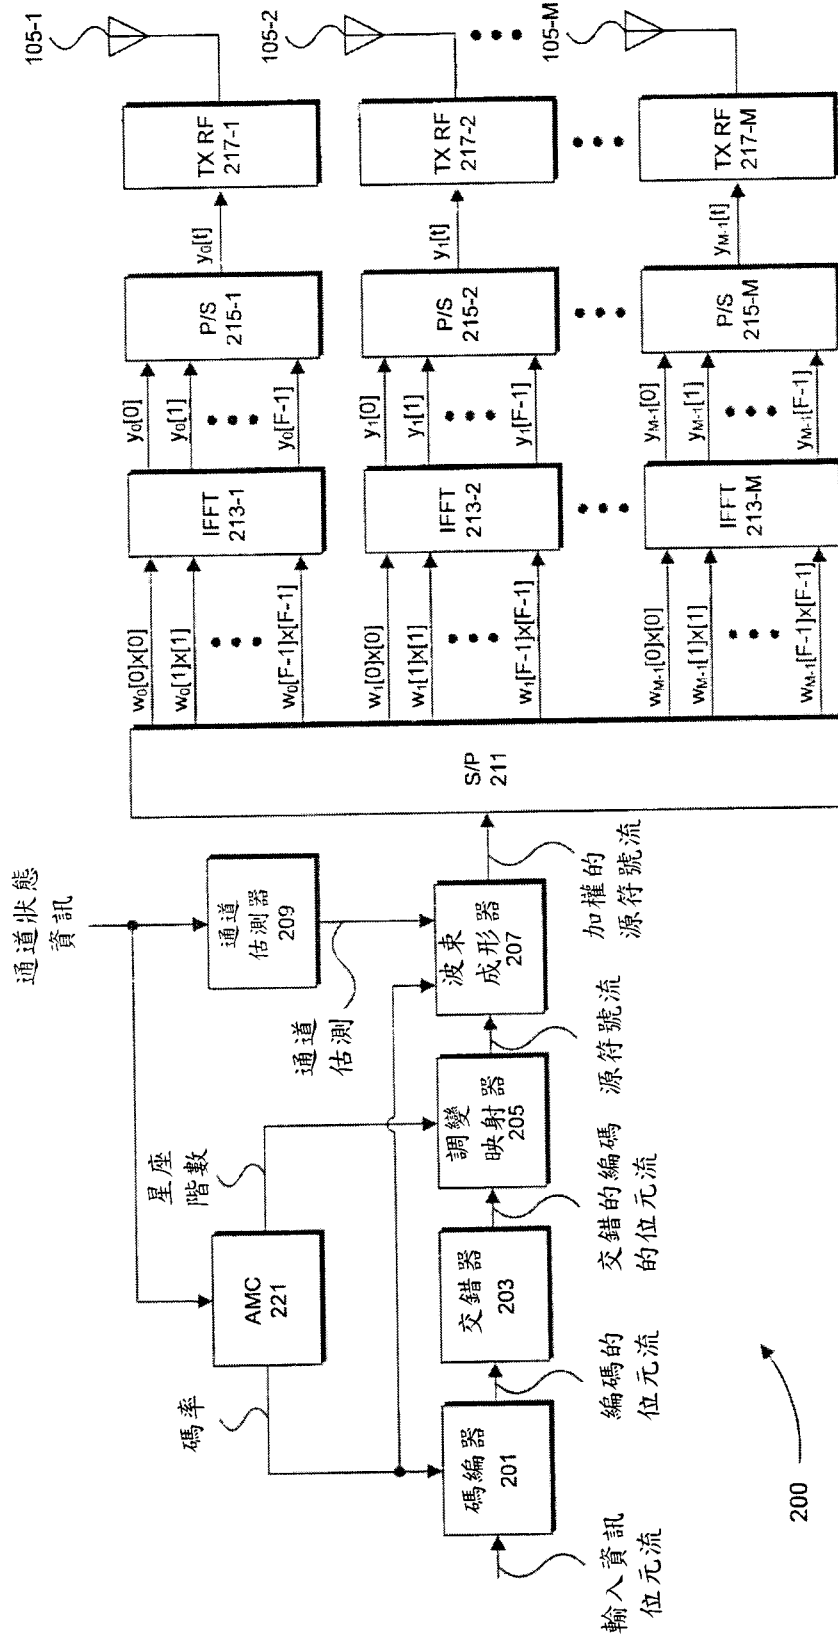 通道狀態
資訊
星座
階數
碼率
AMC
221
通道
估測器
209
通道
估測
輸入資訊
位元流
碼編器
201
編碼的
位元流
交錯器
203
交錯的編碼
的位元流
調變
映射器
205
源符號流
波束
成形器
207
加權的
源符號流
S/P
211
w₀[0]x[0]
w₀[1]x[1]
w₀[F-1]x[F-1]
IFFT
213-1
y₀[0]
y₀[1]
y₀[F-1]
P/S
215-1
y₀[t]
TX RF
217-1
105-1
w₁[0]x[0]
w₁[1]x[1]
w₁[F-1]x[F-1]
IFFT
213-2
y₁[0]
y₁[1]
y₁[F-1]
P/S
215-2
y₁[t]
TX RF
217-2
105-2
w_M-1[0]x[0]
w_M-1[1]x[1]
w_M-1[F-1]x[F-1]
IFFT
213-M
y_M-1[0]
y_M-1[1]
y_M-1[F-1]
P/S
215-M
y_M-1[t]
TX RF
217-M
105-M
200